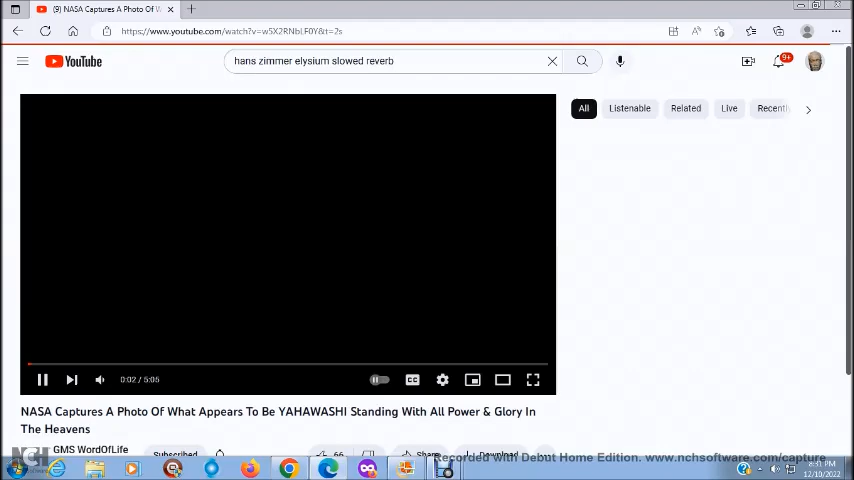 (9) NASA Captures A Photo Of W
https://www.youtube.com/watch?v=w5X2RNbLF0Y&t=2s
YouTube
hans zimmer elysium slowed reverb
9+
All
Listenable
Related
Live
Recently
0:02 / 5:05
CC
NASA Captures A Photo Of What Appears To Be YAHAWASHI Standing With All Power & Glory In
The Heavens
GMS WordOfLife
Subscribed
66
Share
Download
NCH
Recorded with Debut Home Edition. www.nchsoftware.com/capture
8:31 PM
12/10/2022